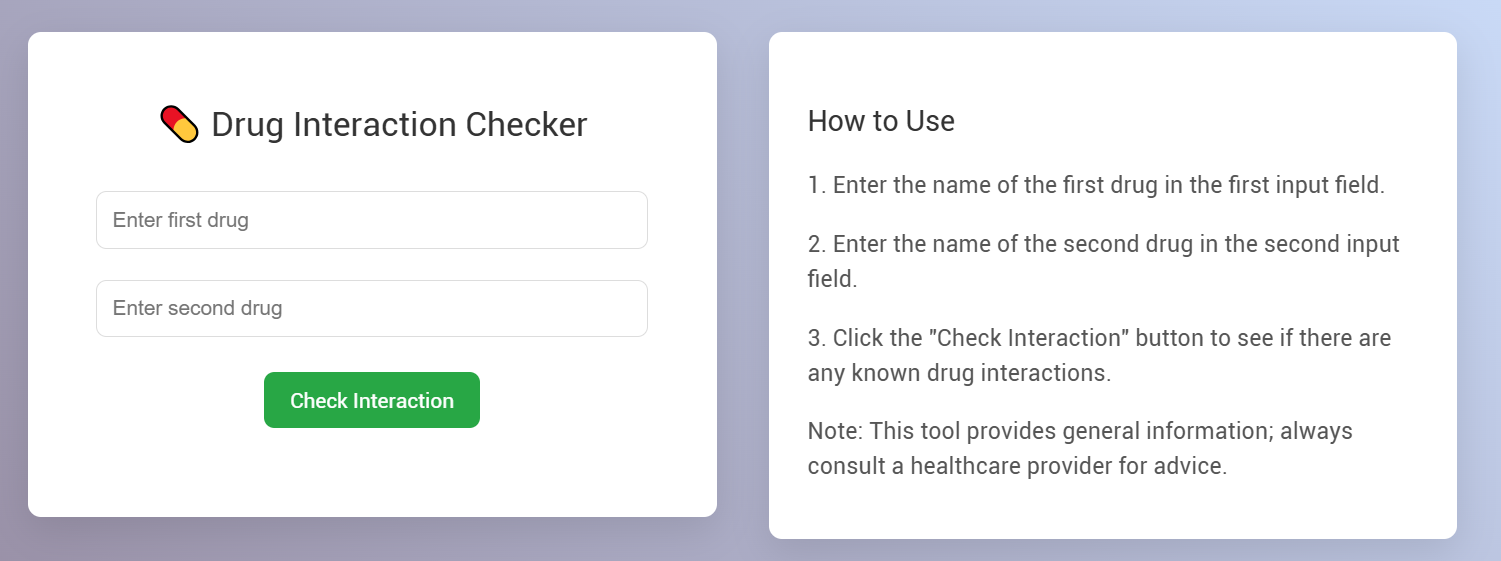 Drug Interaction Checker
Enter first drug
Enter second drug
Check Interaction
How to Use
1. Enter the name of the first drug in the first input field.
2. Enter the name of the second drug in the second input
field.
3. Click the "Check Interaction" button to see if there are
any known drug interactions.
Note: This tool provides general information; always
consult a healthcare provider for advice.